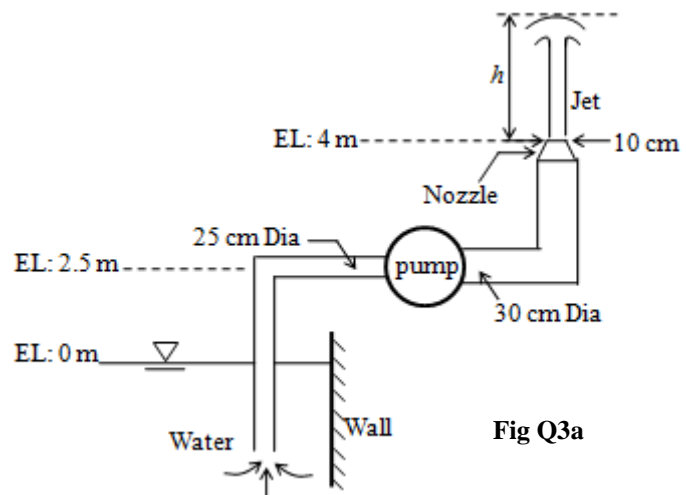 h
Jet
EL: 4 m
10 cm
Nozzle
25 cm Dia
EL: 2.5 m
pump
30 cm Dia
EL: 0 m
Water
Wall
Fig Q3a